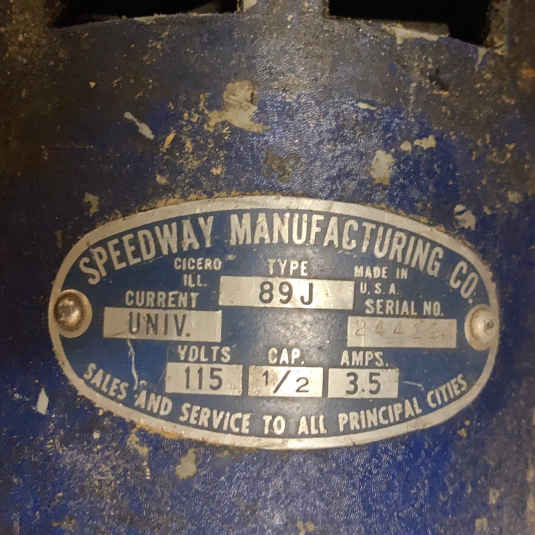 SPEEDWAY MANUFACTURING CO.
CICERO ILL.
TYPE
89J
MADE IN U.S.A.
CURRENT
UNIV.
SERIAL NO.
VOLTS
115
CAP.
1/2
AMPS.
3.5
SALES AND SERVICE TO ALL PRINCIPAL CITIES